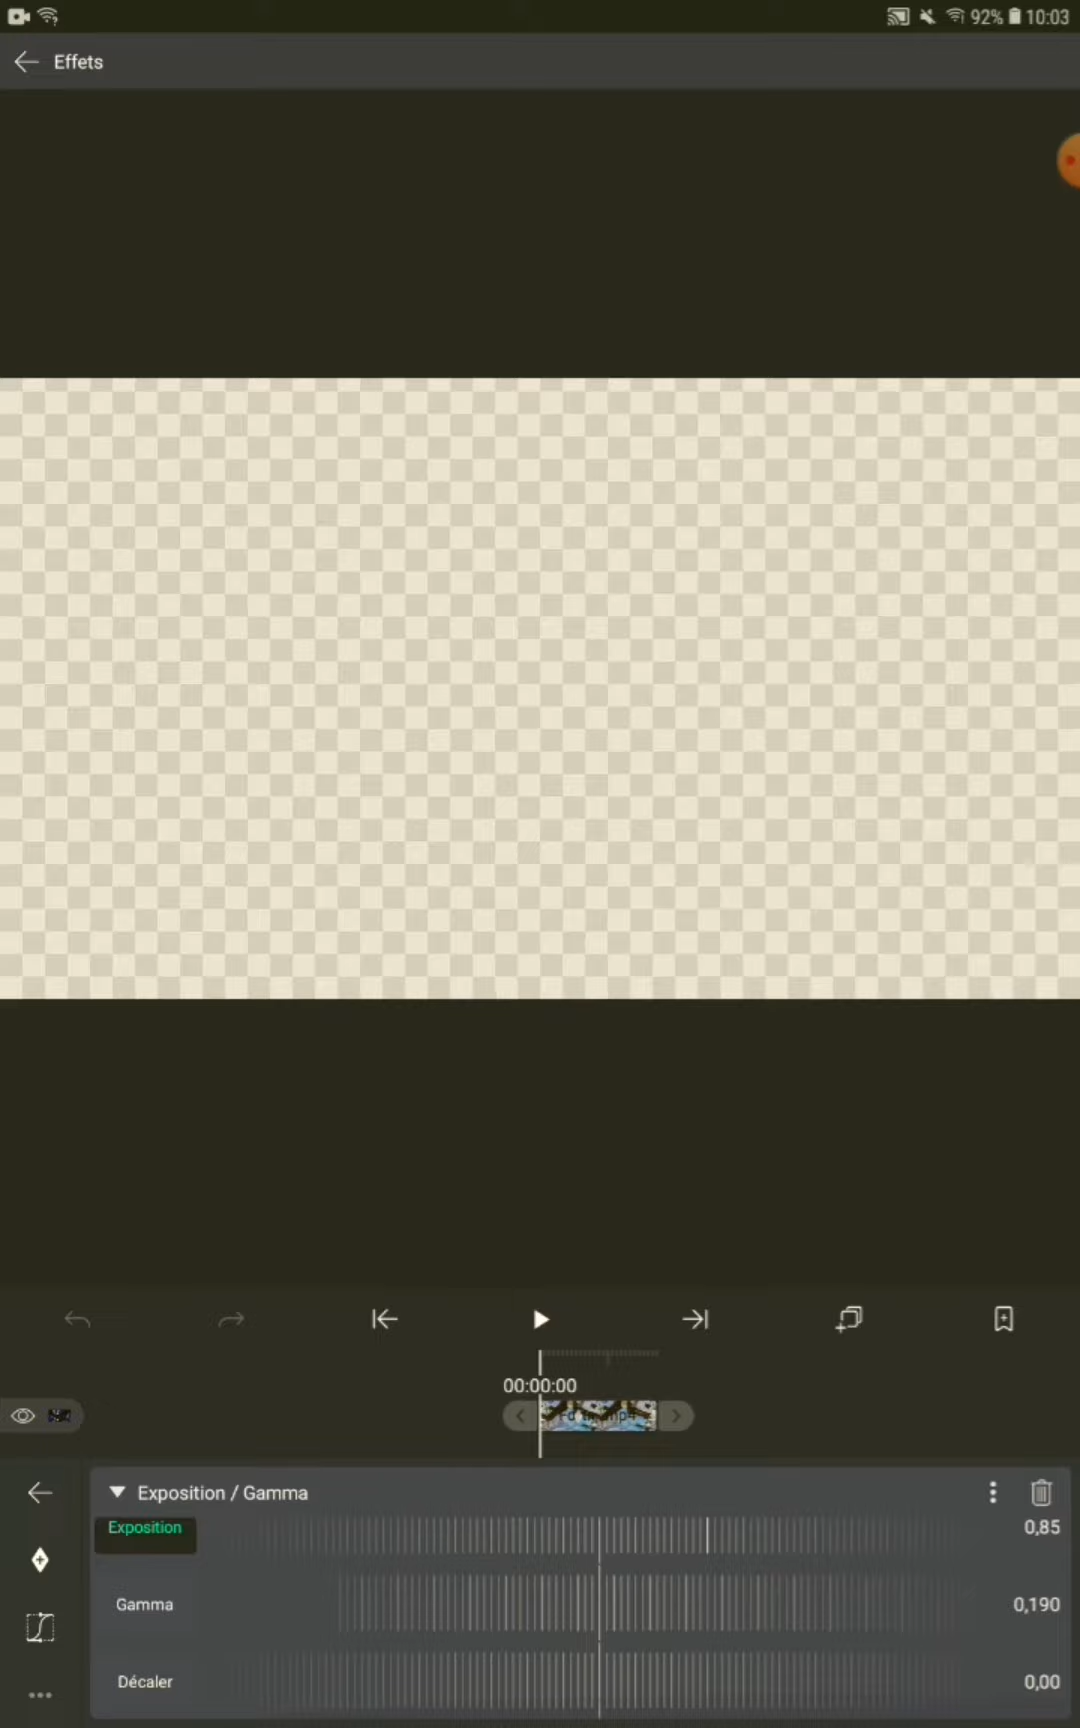 92% 10:03
Effets
00:00:00
Exposition / Gamma
Exposition 0,85
Gamma 0,190
Décaler 0,00